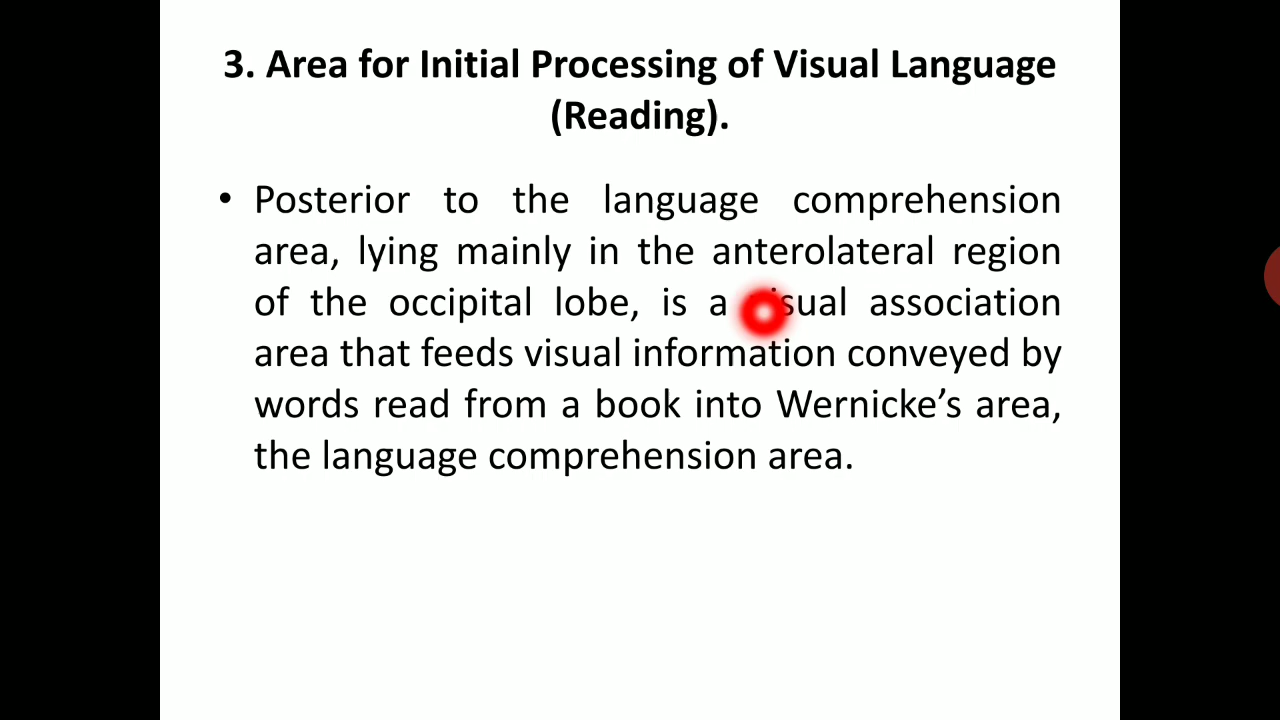 3. Area for Initial Processing of Visual Language
(Reading).
• Posterior to the language comprehension
area, lying mainly in the anterolateral region
of the occipital lobe, is a visual association
area that feeds visual information conveyed by
words read from a book into Wernicke’s area,
the language comprehension area.